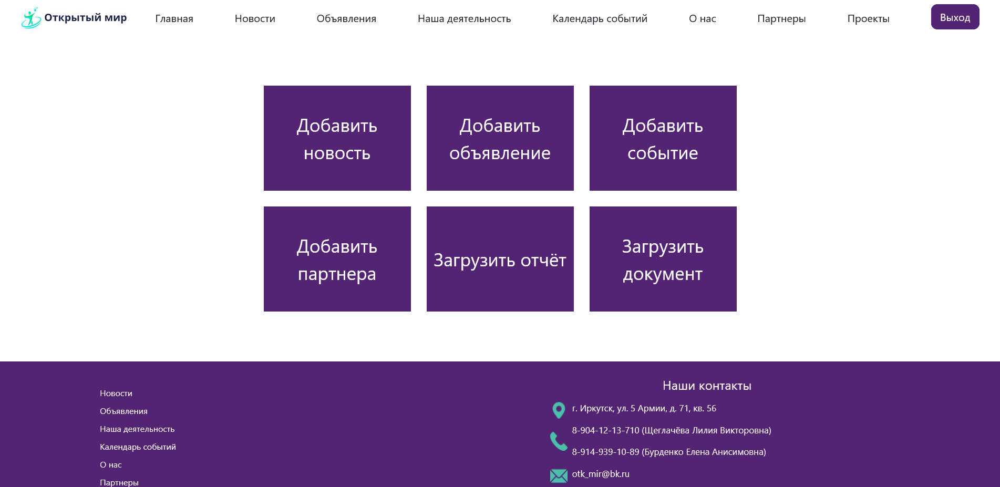 Открытый мир
Главная
Новости
Объявления
Наша деятельность
Календарь событий
О нас
Партнеры
Проекты
Выход
Добавить
новость
Добавить
объявление
Добавить
событие
Добавить
партнера
Загрузить отчёт
Загрузить
документ
Новости
Объявления
Наша деятельность
Календарь событий
О нас
Партнеры
Наши контакты
г. Иркутск, ул. 5 Армии, д. 71, кв. 56
8-904-12-13-710 (Щеглачёва Лилия Викторовна)
8-914-939-10-89 (Бурденко Елена Анисимовна)
otk_mir@bk.ru